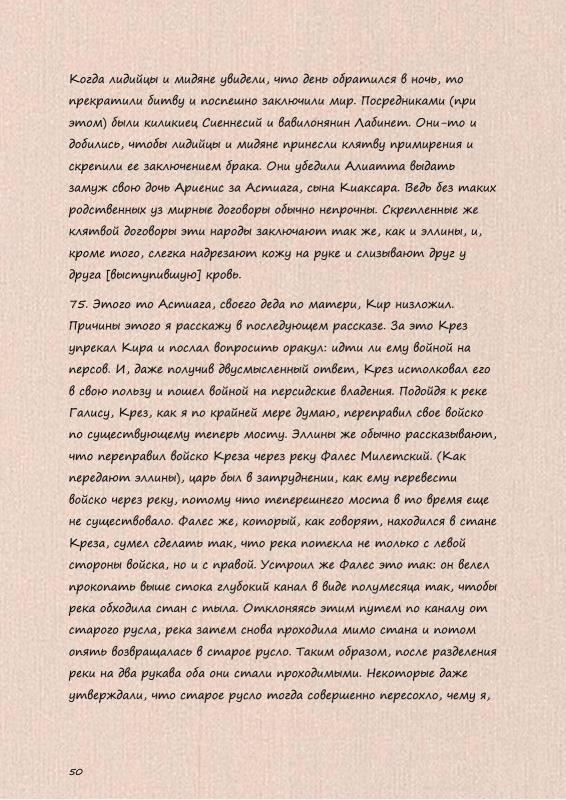 Когда лидийцы и мидяне увидели, что день обратился в ночь, то
прекратили битву и поспешно заключили мир. Посредниками (при
этом) были киликиец Сиеннесий и вавилонянин Лабинет. Они-то и
добились, чтобы лидийцы и мидяне принесли клятву примирения и
скрепили ее заключением брака. Они убедили Алиатта выдать
замуж свою дочь Ариенис за Астиага, сына Киаксара. Ведь без таких
родственных уз мирные договоры обычно непрочны. Скрепленные же
клятвой договоры эти народы заключают так же, как и эллины, и,
кроме того, слегка надрезают кожу на руке и слизывают друг у
друга [выступившую] кровь.
75. Этого то Астиага, своего деда по матери, Кир низложил.
Причины этого я расскажу в последующем рассказе. За это Крез
упрекал Кира и послал вопросить оракул: идти ли ему войной на
персов. И, даже получив двусмысленный ответ, Крез истолковал его
в свою пользу и пошел войной на персидские владения. Подойдя к реке
Галису, Крез, как я по крайней мере думаю, переправил свое войско
по существующему теперь мосту. Эллины же обычно рассказывают,
что переправил войско Креза через реку Фалес Милетский. (Как
передают эллины), царь был в затруднении, как ему перевести
войско через реку, потому что теперешнего моста в то время еще
не существовало. Фалес же, который, как говорят, находился в стане
Креза, сумел сделать так, что река потекла не только с левой
стороны войска, но и с правой. Устроил же Фалес это так: он велел
прокопать выше стока глубокий канал в виде полумесяца так, чтобы
река обходила стан с тыла. Отклоняясь этим путем по каналу от
старого русла, река затем снова проходила мимо стана и потом
опять возвращалась в старое русло. Таким образом, после разделения
реки на два рукава оба они стали проходимыми. Некоторые даже
утверждали, что старое русло тогда совершенно пересохло, чему я,
50